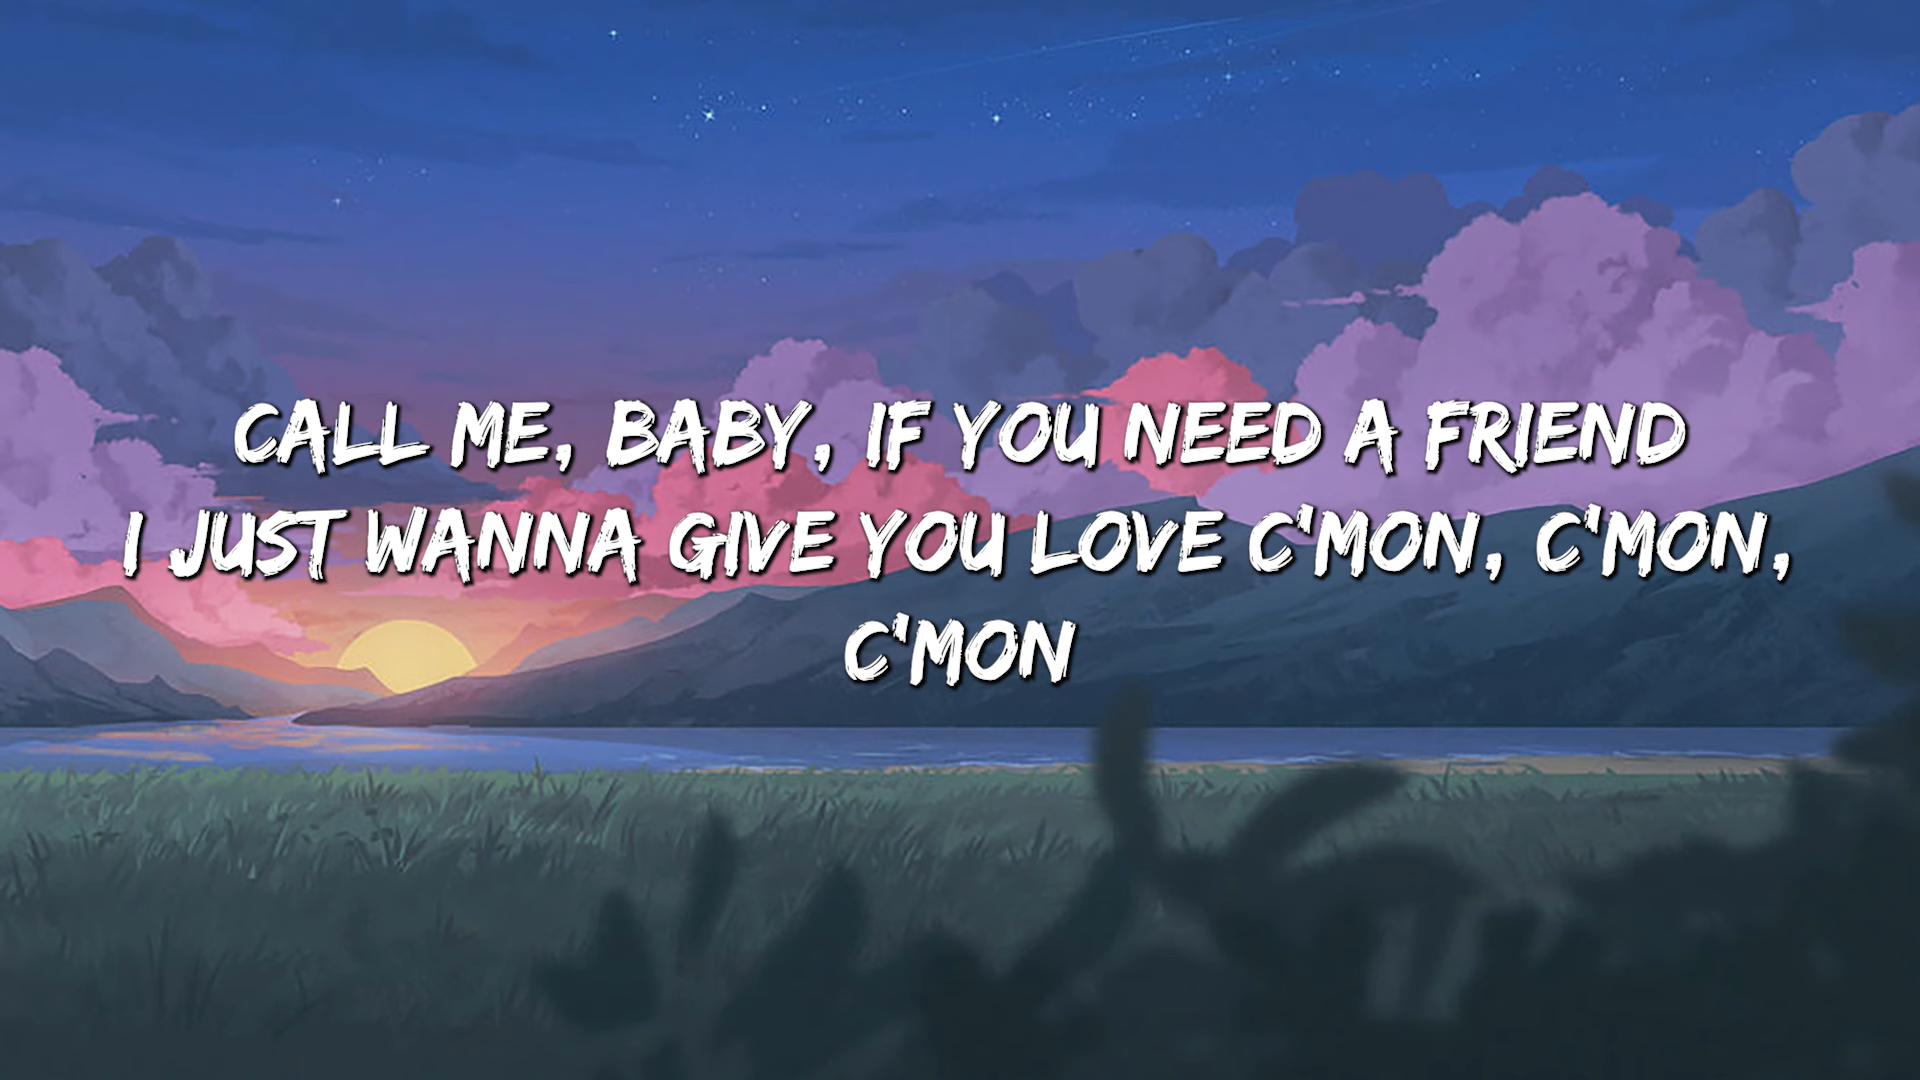 CALL ME, BABY, IF YOU NEED A FRIEND
I JUST WANNA GIVE YOU LOVE C'MON, C'MON,
C'MON